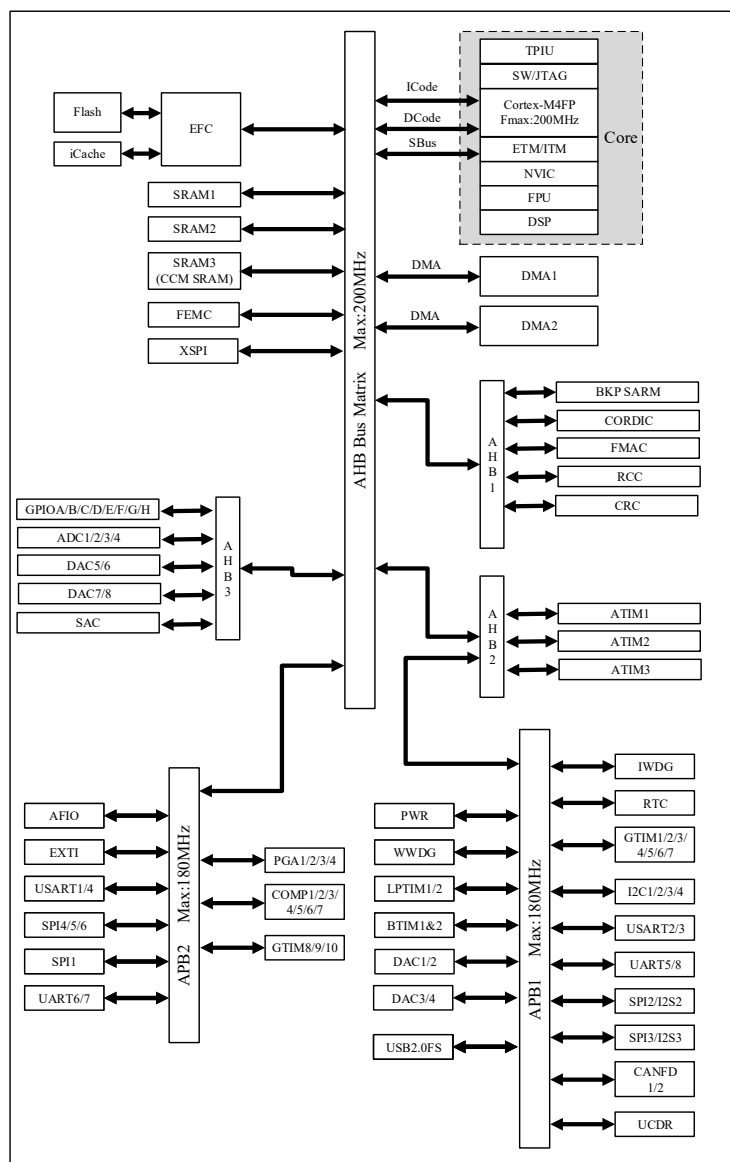 TPIU
SW/JTAG
Cortex-M4FP
Fmax:200MHz
ETM/ITM
NVIC
FPU
DSP
Core
ICode
DCode
SBus
Flash
iCache
EFC
SRAM1
SRAM2
SRAM3
(CCM SRAM)
FEMC
XSPI
AHB Bus Matrix Max:200MHz
DMA
DMA1
DMA
DMA2
AHB1
BKP SARM
CORDIC
FMAC
RCC
CRC
GPIOA/B/C/D/E/F/G/H
ADC1/2/3/4
DAC5/6
DAC7/8
SAC
AHB3
AHB2
ATIM1
ATIM2
ATIM3
AFIO
EXTI
USART1/4
SPI4/5/6
SPI1
UART6/7
APB2 Max:180MHz
PGA1/2/3/4
COMP1/2/3/
4/5/6/7
GTIM8/9/10
PWR
WWDG
LPTIM1/2
BTIM1&2
DAC1/2
DAC3/4
USB2.0FS
APB1 Max:180MHz
IWDG
RTC
GTIM1/2/3/
4/5/6/7
I2C1/2/3/4
USART2/3
UART5/8
SPI2/I2S2
SPI3/I2S3
CANFD
1/2
UCDR